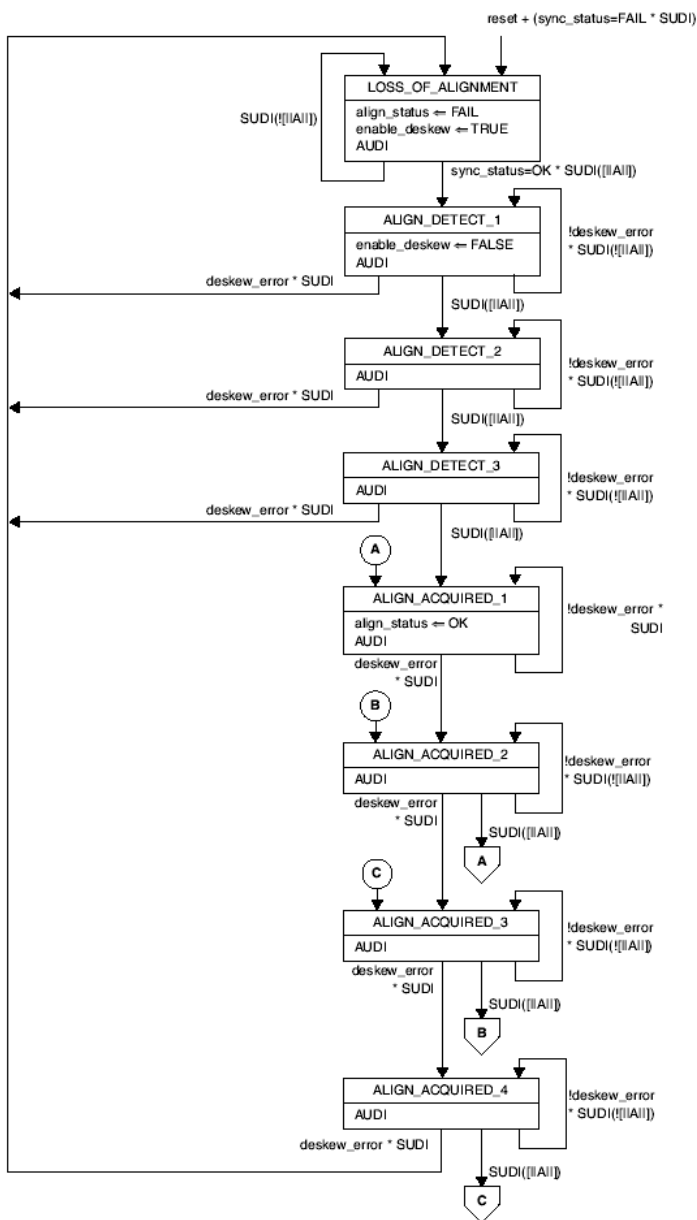 reset + (sync_status=FAIL * SUDI)
LOSS_OF_ALIGNMENT
SUDI(![||A||])
align_status ⇐ FAIL
enable_deskew ⇐ TRUE
AUDI
sync_status=OK * SUDI([||A||])
ALIGN_DETECT_1
!deskew_error
* SUDI(![||A||])
enable_deskew ⇐ FALSE
AUDI
deskew_error * SUDI
SUDI([||A||])
ALIGN_DETECT_2
!deskew_error
* SUDI(![||A||])
AUDI
deskew_error * SUDI
SUDI([||A||])
ALIGN_DETECT_3
!deskew_error
* SUDI(![||A||])
AUDI
deskew_error * SUDI
SUDI([||A||])
A
ALIGN_ACQUIRED_1
!deskew_error *
SUDI
align_status ⇐ OK
AUDI
deskew_error
* SUDI
B
ALIGN_ACQUIRED_2
!deskew_error
* SUDI(![||A||])
AUDI
deskew_error
* SUDI
SUDI([||A||])
A
C
ALIGN_ACQUIRED_3
!deskew_error
* SUDI(![||A||])
AUDI
deskew_error
* SUDI
SUDI([||A||])
B
ALIGN_ACQUIRED_4
!deskew_error
* SUDI(![||A||])
AUDI
deskew_error * SUDI
SUDI([||A||])
C